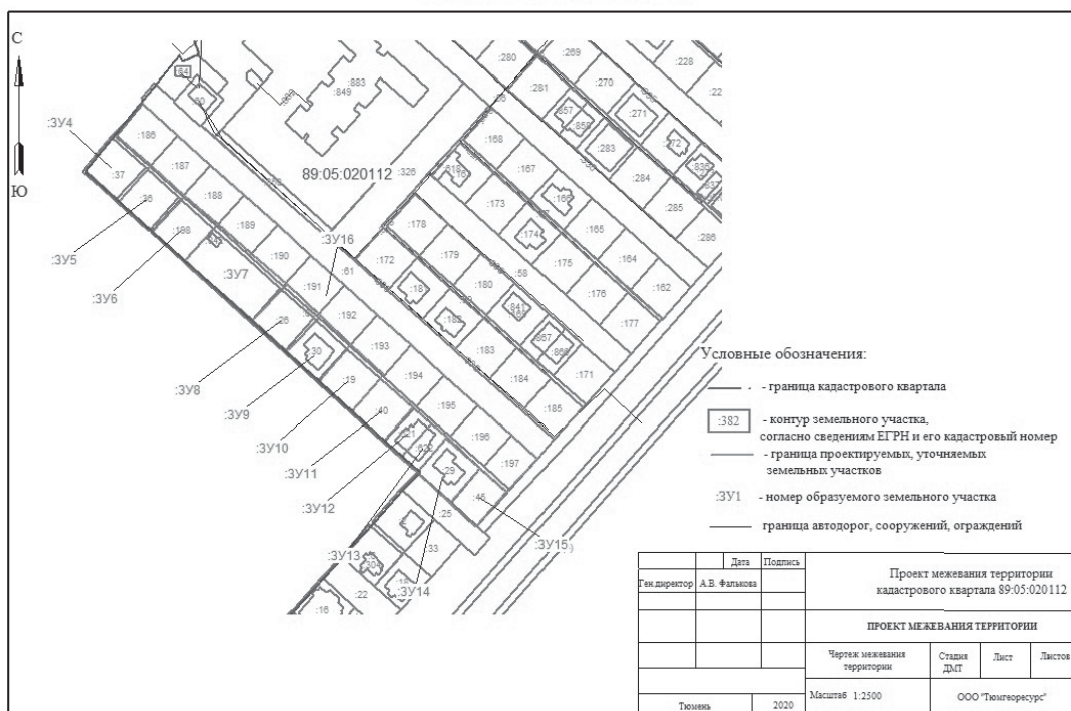 С
Ю
:ЗУ4
:ЗУ5
:ЗУ6
:ЗУ7
:ЗУ8
:ЗУ9
:ЗУ10
:ЗУ11
:ЗУ12
:ЗУ13
:ЗУ14
:ЗУ15
:ЗУ16
89:05:020112
:849
:883
:326
:280
:281
:269
:270
:228
:271
:283
:284
:285
:286
:168
:167
:165
:164
:162
:173
:174
:175
:176
:177
:58
:178
:179
:180
:172
:18
:183
:184
:185
:171
:186
:187
:188
:189
:190
:191
:192
:193
:194
:195
:196
:197
:61
:37
:36
:198
:26
:30
:19
:40
:29
:46
:25
:33
:22
:16
Условные обозначения:
- граница кадастрового квартала
:382 - контур земельного участка,
согласно сведениям ЕГРН и его кадастровый номер
- граница проектируемых, уточняемых
земельных участков
:ЗУ1 - номер образуемого земельного участка
граница автодорог, сооружений, ограждений
Дата Подпись
Ген.директор А.В. Фалькова
Проект межевания территории
кадастрового квартала 89:05:020112
ПРОЕКТ МЕЖЕВАНИЯ ТЕРРИТОРИИ
Чертеж межевания
территории
Стадия
ДМТ
Лист
Листов
Масштаб 1:2500
ООО "Тюмгеоресурс"
Тюмень 2020